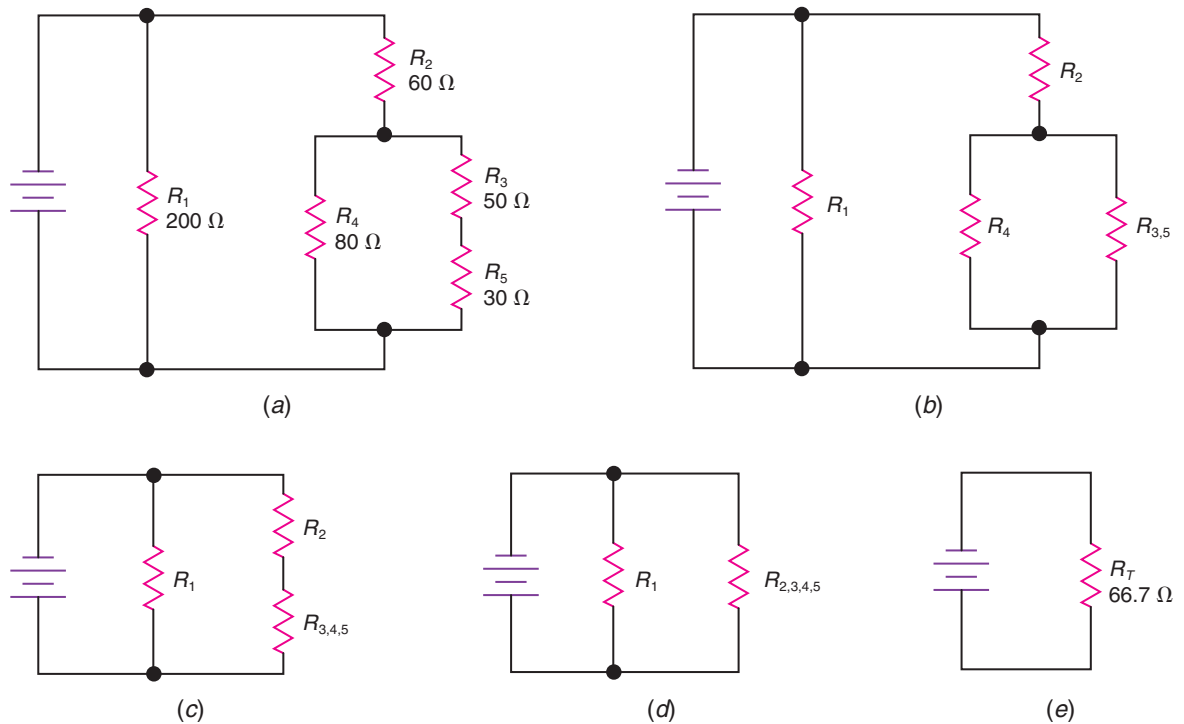 R2
60 Ω
R3
50 Ω
R1
200 Ω
R4
80 Ω
R5
30 Ω
(a)
R2
R1
R4
R3,5
(b)
R2
R1
R3,4,5
(c)
R1
R2,3,4,5
(d)
RT
66.7 Ω
(e)